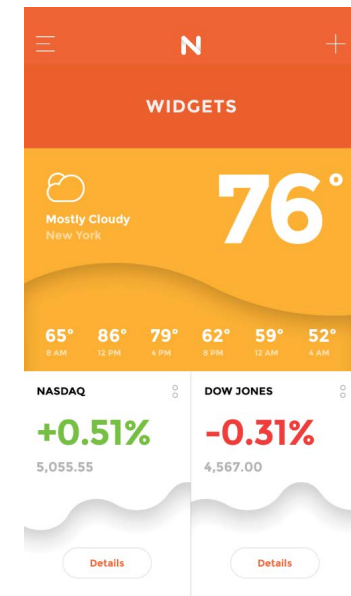 N
WIDGETS
76°
Mostly Cloudy
New York
65° 86° 79° 62° 59° 52°
8 AM 12 PM 4 PM 8 PM 12 AM 4 AM
NASDAQ
+0.51%
5,055.55
Details
DOW JONES
-0.31%
4,567.00
Details